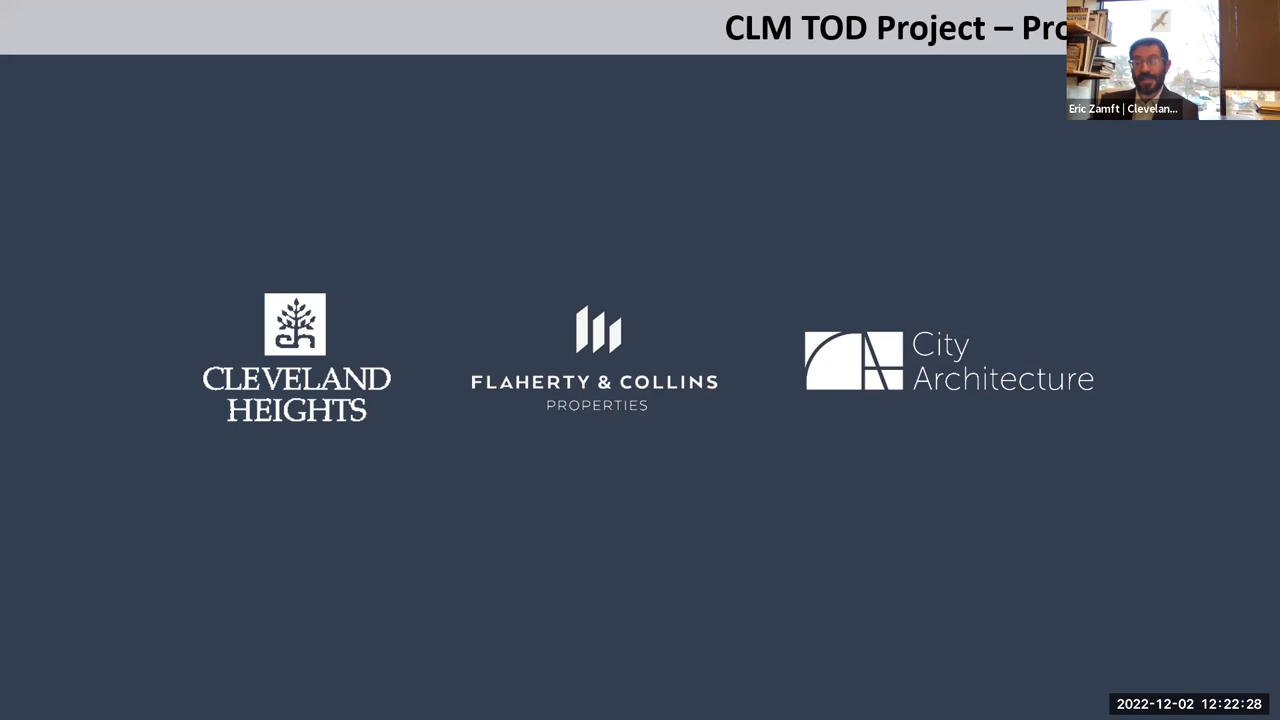 CLM TOD Project – Pro
Eric Zamft | Clevelan...
CLEVELAND
HEIGHTS
FLAHERTY & COLLINS
PROPERTIES
City
Architecture
2022-12-02 12:22:28